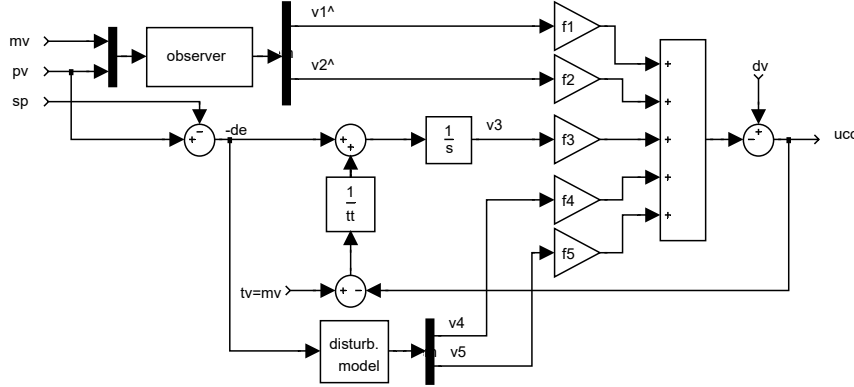 mv
pv
sp
observer
v1^
v2^
f1
f2
f3
f4
f5
+
+
+
+
+
dv
−
+
ucc
+
−
-de
+
+
1
s
v3
1
tt
tv=mv
+
−
disturb.
model
v4
v5